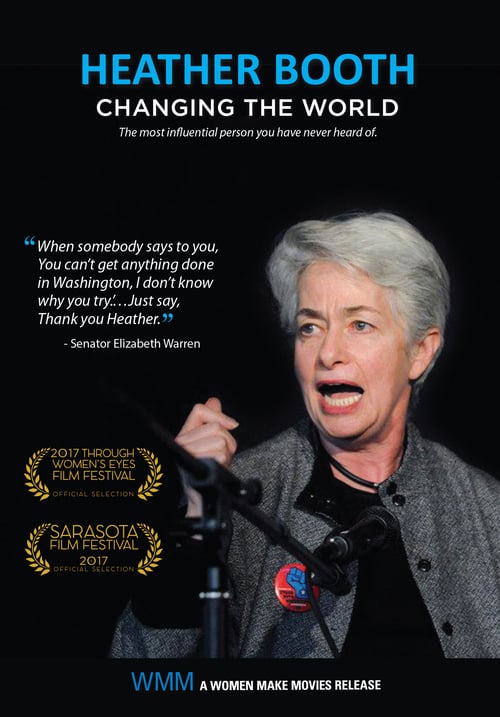 HEATHER BOOTH
CHANGING THE WORLD
The most influential person you have never heard of.
“When somebody says to you,
You can’t get anything done
in Washington, I don’t know
why you try.’. . .Just say,
Thank you Heather.”
- Senator Elizabeth Warren
2017 THROUGH
WOMEN'S EYES
FILM FESTIVAL
OFFICIAL SELECTION
SARASOTA
FILM FESTIVAL
2017
OFFICIAL SELECTION
WMM A WOMEN MAKE MOVIES RELEASE